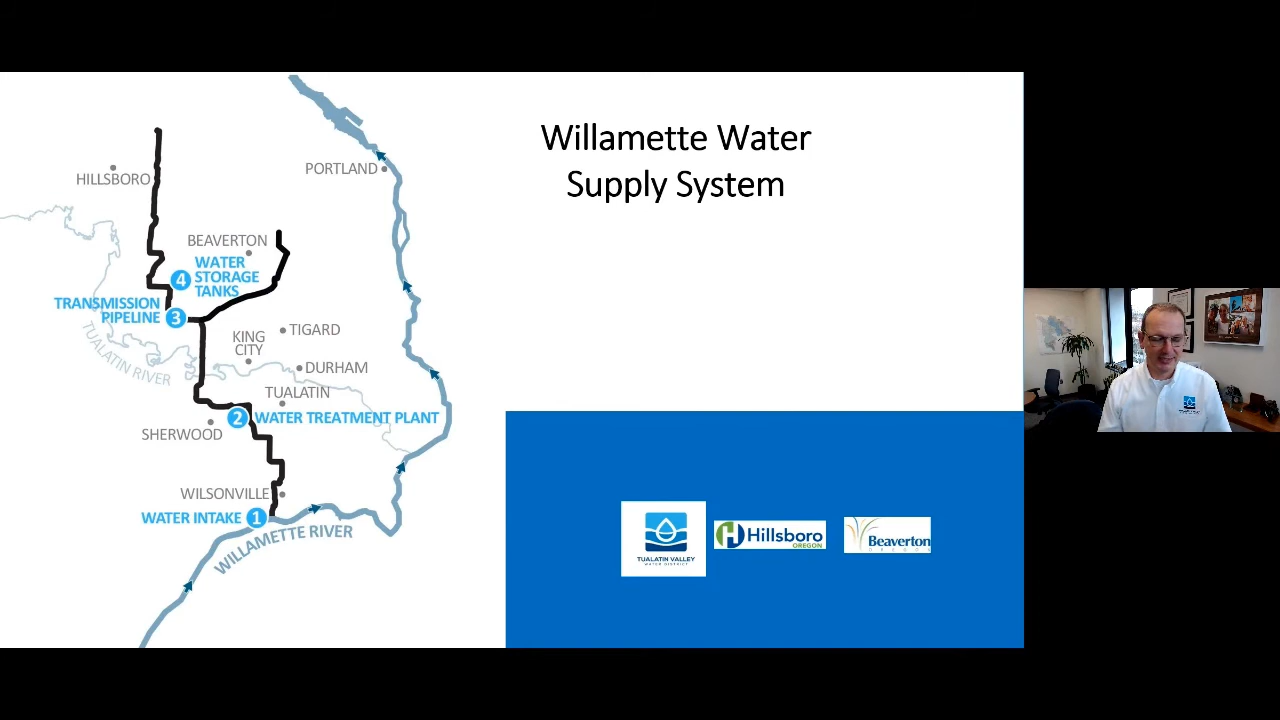 Willamette Water
Supply System
PORTLAND
HILLSBORO
BEAVERTON
4
WATER
STORAGE
TANKS
TRANSMISSION
PIPELINE
3
TUALATIN RIVER
KING
CITY
TIGARD
DURHAM
TUALATIN
2
WATER TREATMENT PLANT
SHERWOOD
WILSONVILLE
WATER INTAKE
1
WILLAMETTE RIVER
TUALATIN VALLEY
WATER DISTRICT
H
Hillsboro
OREGON
Beaverton
OREGON